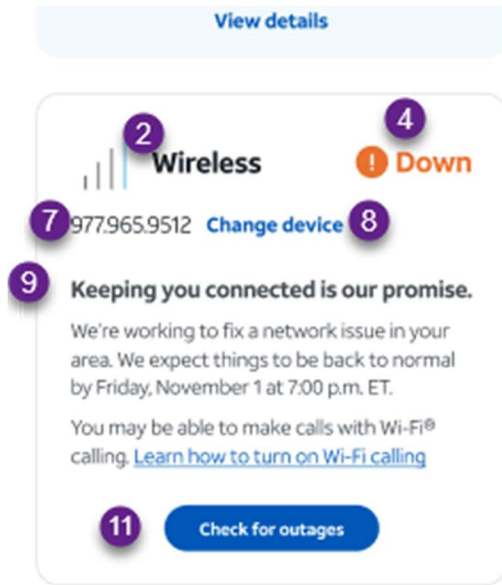 View details
2 4
Wireless ! Down
7 977.965.9512 Change device 8
9 Keeping you connected is our promise.
We're working to fix a network issue in your
area. We expect things to be back to normal
by Friday, November 1 at 7:00 p.m. ET.
You may be able to make calls with Wi-Fi®
calling. Learn how to turn on Wi-Fi calling
11 Check for outages